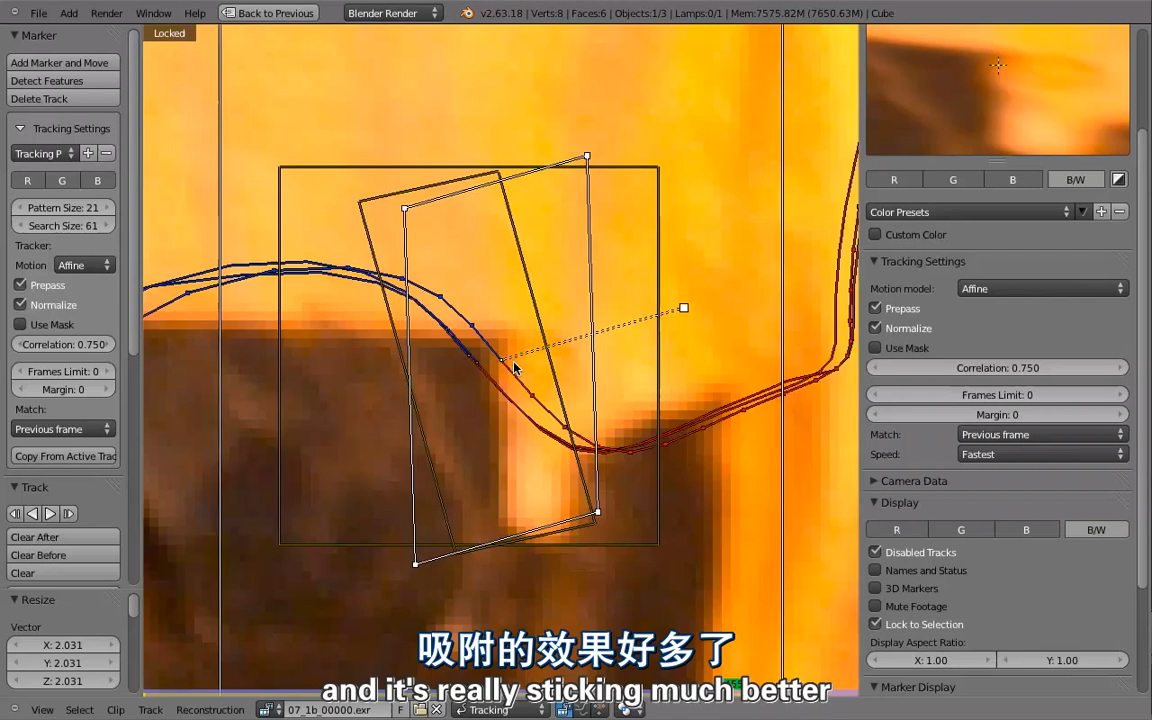 File Add Render Window Help Back to Previous Blender Render v2.63.18 | Verts:8 | Faces:6 | Objects:1/3 | Lamps:0/1 | Mem:7575.82M (7650.63M) | Cube
Marker
Add Marker and Move
Detect Features
Delete Track
Tracking Settings
Tracking P
R G B
Pattern Size: 21
Search Size: 61
Tracker:
Motion Affine
Prepass
Normalize
Use Mask
Correlation: 0.750
Frames Limit: 0
Margin: 0
Match:
Previous frame
Copy From Active Trac
Track
Clear After
Clear Before
Clear
Resize
Vector
X: 2.031
Y: 2.031
Z: 2.031
Locked
R G B B/W
Color Presets
Custom Color
Tracking Settings
Motion model: Affine
Prepass
Normalize
Use Mask
Correlation: 0.750
Frames Limit: 0
Margin: 0
Match: Previous frame
Speed: Fastest
Camera Data
Display
R G B B/W
Disabled Tracks
Names and Status
3D Markers
Mute Footage
Lock to Selection
Display Aspect Ratio:
X: 1.00 Y: 1.00
Marker Display
吸附的效果好多了
and it's really sticking much better
View Select Clip Track Reconstruction 07_1b_00000.exr F Tracking